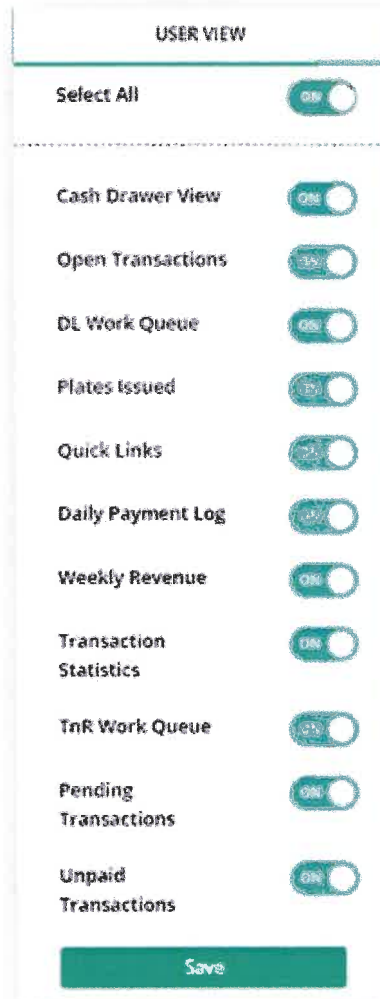 USER VIEW
Select All ON
Cash Drawer View ON
Open Transactions
DL Work Queue ON
Plates Issued
Quick Links
Daily Payment Log
Weekly Revenue ON
Transaction ON
Statistics
TnR Work Queue
Pending ON
Transactions
Unpaid ON
Transactions
Save